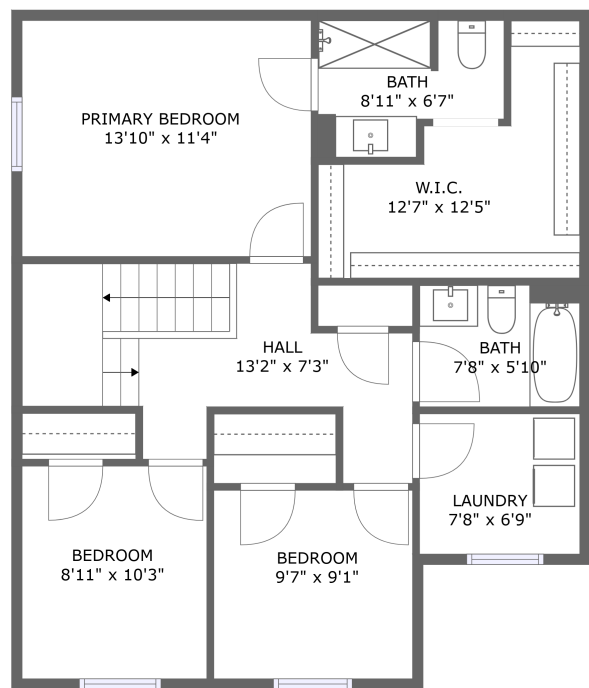 BATH
8'11" x 6'7"
PRIMARY BEDROOM
13'10" x 11'4"
W.I.C.
12'7" x 12'5"
HALL
13'2" x 7'3"
BATH
7'8" x 5'10"
LAUNDRY
7'8" x 6'9"
BEDROOM
8'11" x 10'3"
BEDROOM
9'7" x 9'1"